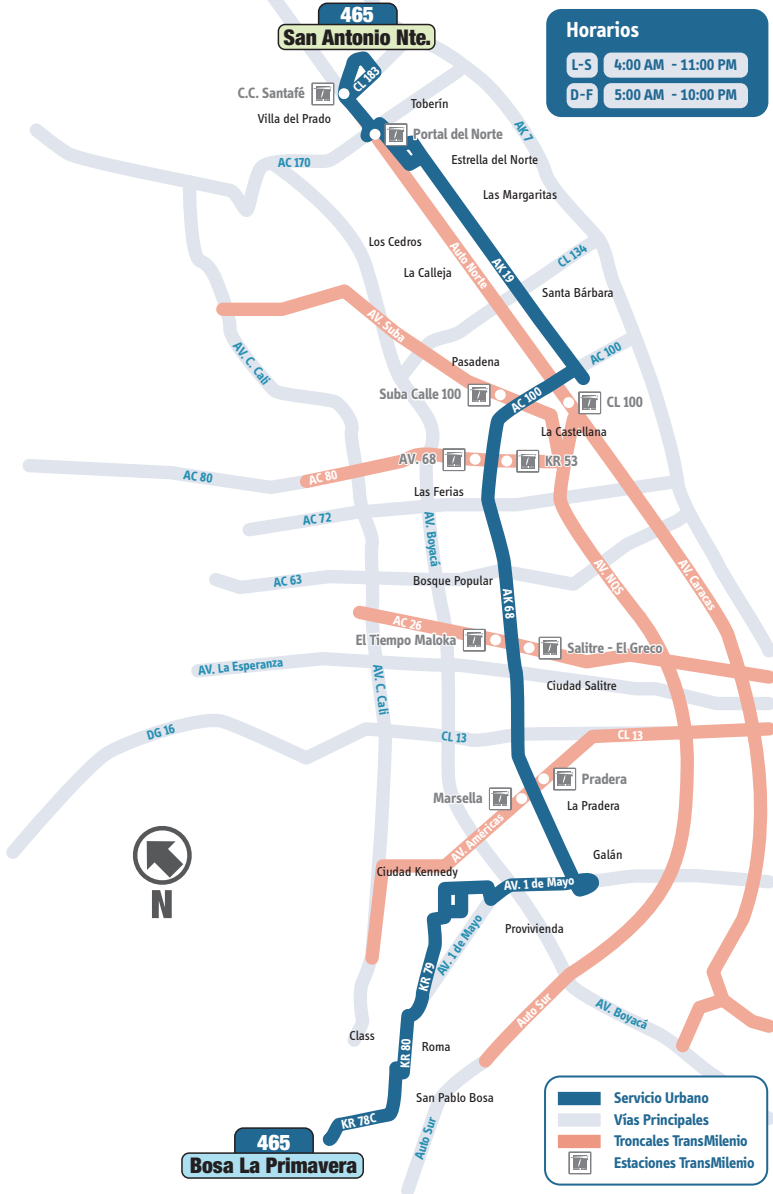 465
San Antonio Nte.
Horarios
L-S 4:00 AM - 11:00 PM
D-F 5:00 AM - 10:00 PM
CL 183
C.C. Santafé
Toberín
Villa del Prado
Portal del Norte
AK 7
AC 170
Estrella del Norte
Las Margaritas
Los Cedros
La Calleja
Auto Norte
AK 19
CL 134
Santa Bárbara
AV. Suba
AV. C. Cali
Pasadena
AC 100
Suba Calle 100
AC 100
CL 100
La Castellana
AV. 68
KR 53
AC 80
AC 80
Las Ferias
AC 72
AV. Boyacá
AC 63
Bosque Popular
AK 68
AV. NQS
AV. Caracas
AC 26
El Tiempo Maloka
Salitre - El Greco
AV. La Esperanza
AV. C. Cali
Ciudad Salitre
DG 16
CL 13
CL 13
Pradera
Marsella
La Pradera
AV. Américas
Galán
Ciudad Kennedy
AV. 1 de Mayo
N
Provivienda
AV. 1 de Mayo
KR 79
Auto Sur
AV. Boyacá
Class
KR 80
Roma
San Pablo Bosa
KR 78C
Auto Sur
465
Bosa La Primavera
Servicio Urbano
Vías Principales
Troncales TransMilenio
Estaciones TransMilenio